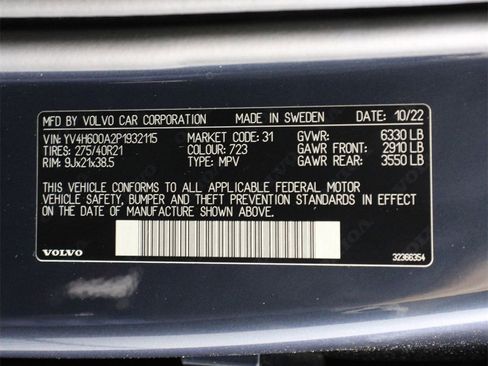 MFD BY VOLVO CAR CORPORATION MADE IN SWEDEN DATE: 10/22
VIN: YV4H600A2P1932115 MARKET CODE: 31 GVWR: 6330 LB
TIRES: 275/40R21 COLOUR: 723 GAWR FRONT: 2910 LB
RIM: 9Jx21x38.5 TYPE: MPV GAWR REAR: 3550 LB
THIS VEHICLE CONFORMS TO ALL APPLICABLE FEDERAL MOTOR
VEHICLE SAFETY, BUMPER AND THEFT PREVENTION STANDARDS IN EFFECT
ON THE DATE OF MANUFACTURE SHOWN ABOVE.
VOLVO 32366354